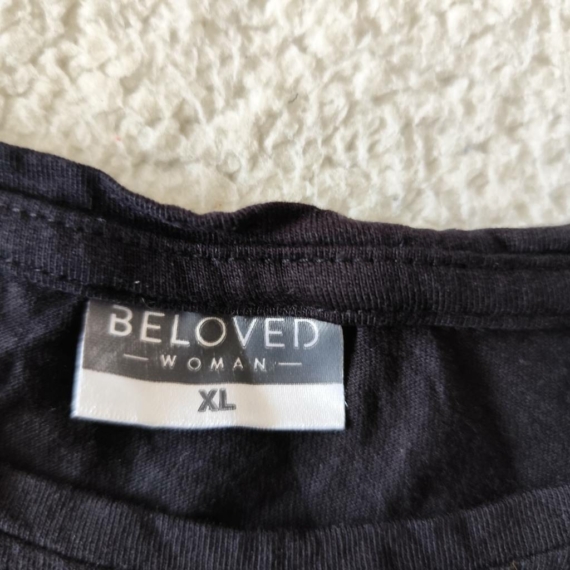 BELOVED
— WOMAN —
XL